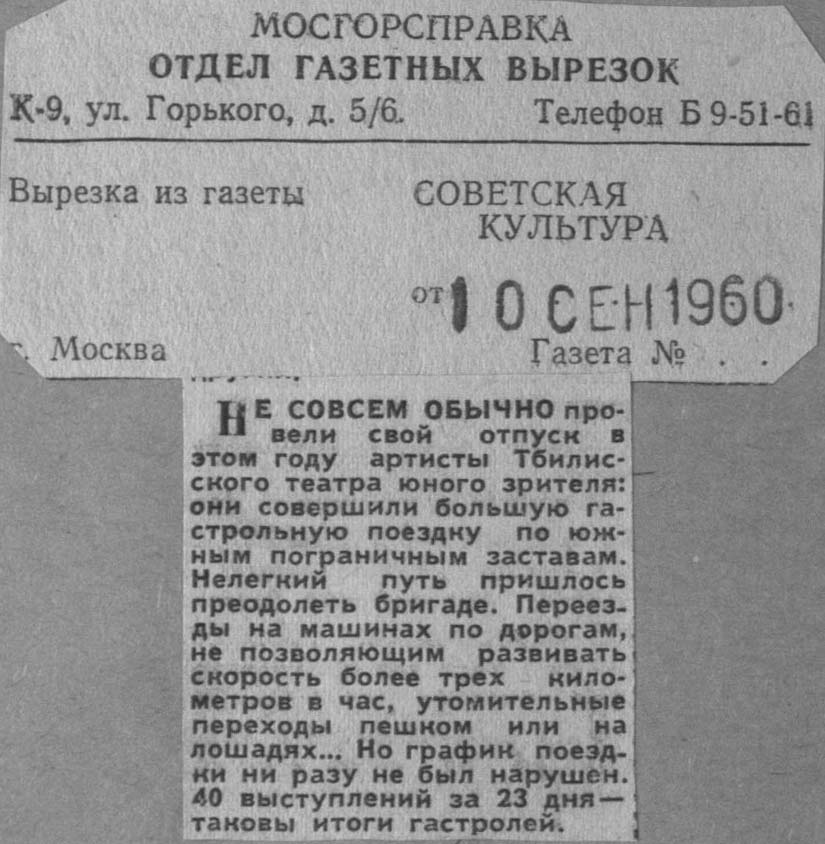 МОСГОРСПРАВКА
ОТДЕЛ ГАЗЕТНЫХ ВЫРЕЗОК
К-9, ул. Горького, д. 5/6. Телефон Б 9-51-61
Вырезка из газеты СОВЕТСКАЯ
КУЛЬТУРА
от 10 СЕН 1960
г. Москва Газета № . .
НЕ СОВСЕМ ОБЫЧНО про-
вели свой отпуск в
этом году артисты Тбилис-
ского театра юного зрителя:
они совершили большую га-
строльную поездку по юж-
ным пограничным заставам.
Нелегкий путь пришлось
преодолеть бригаде. Переез-
ды на машинах по дорогам,
не позволяющим развивать
скорость более трех кило-
метров в час, утомительные
переходы пешком или на
лошадях... Но график поезд-
ки ни разу не был нарушен.
40 выступлений за 23 дня —
таковы итоги гастролей.